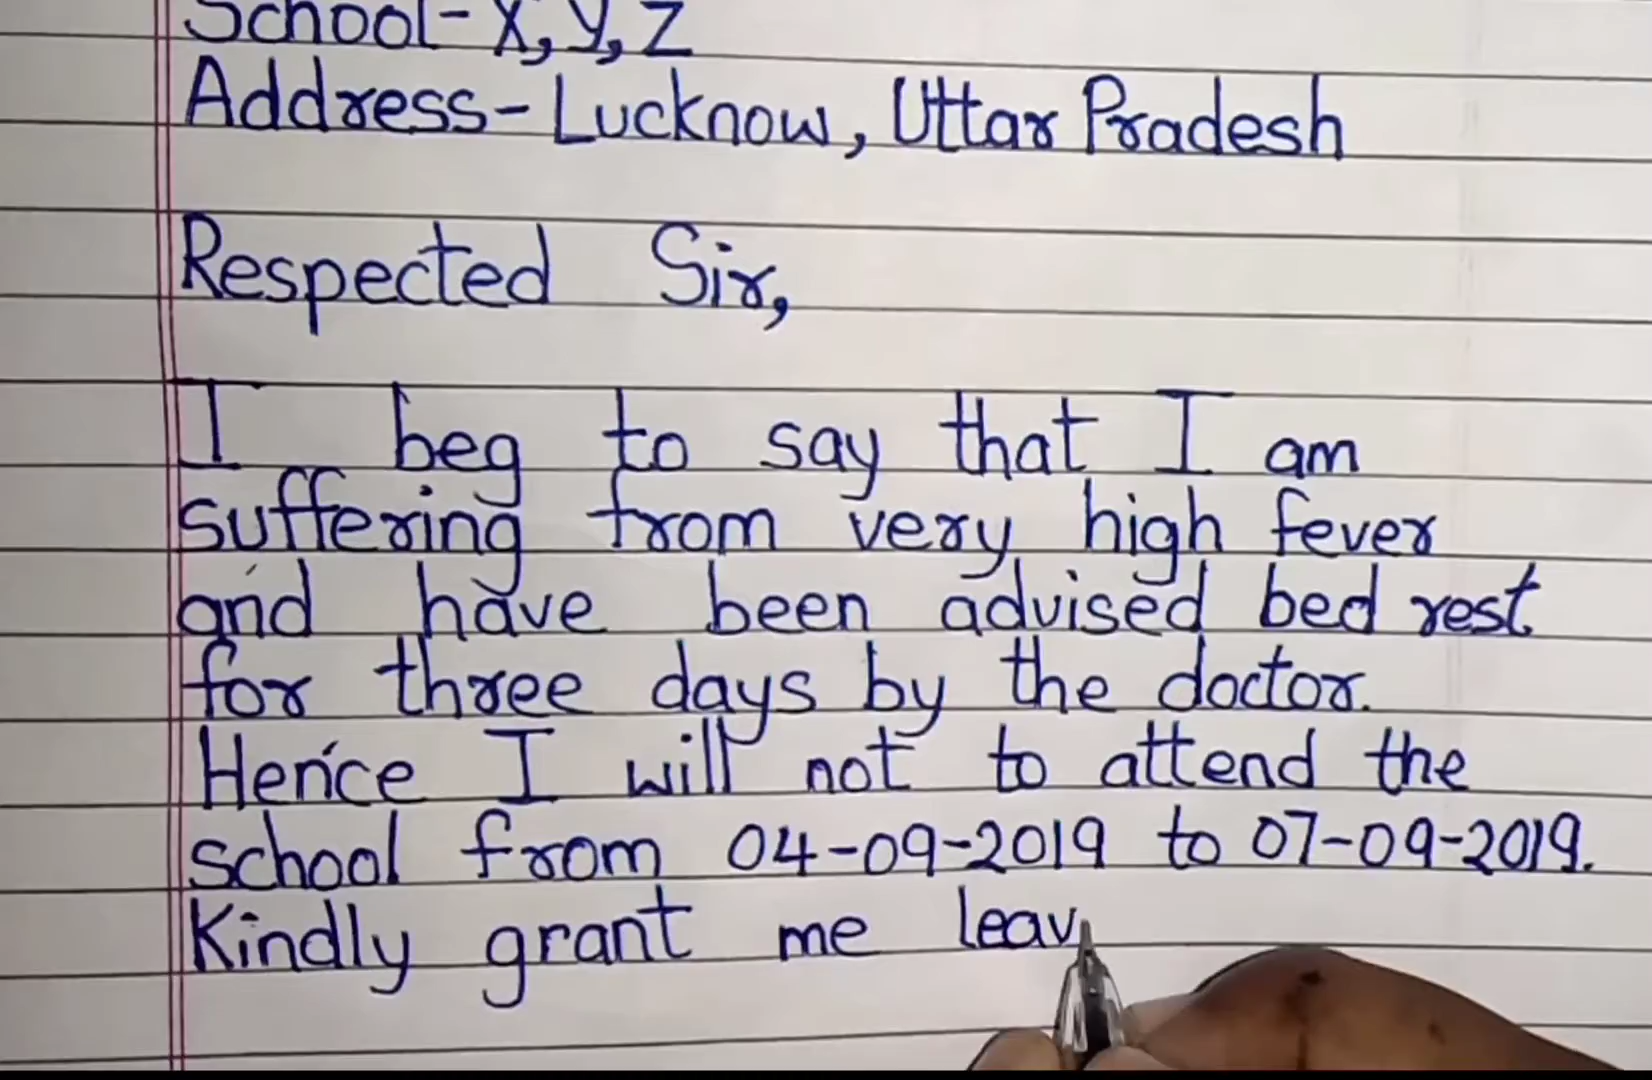 School- X, Y, Z
Address- Lucknow, Uttar Pradesh
Respected Sir,
I beg to say that I am
suffering from very high fever
and have been advised bed rest
for three days by the doctor.
Hence I will not to attend the
school from 04-09-2019 to 07-09-2019.
Kindly grant me leav